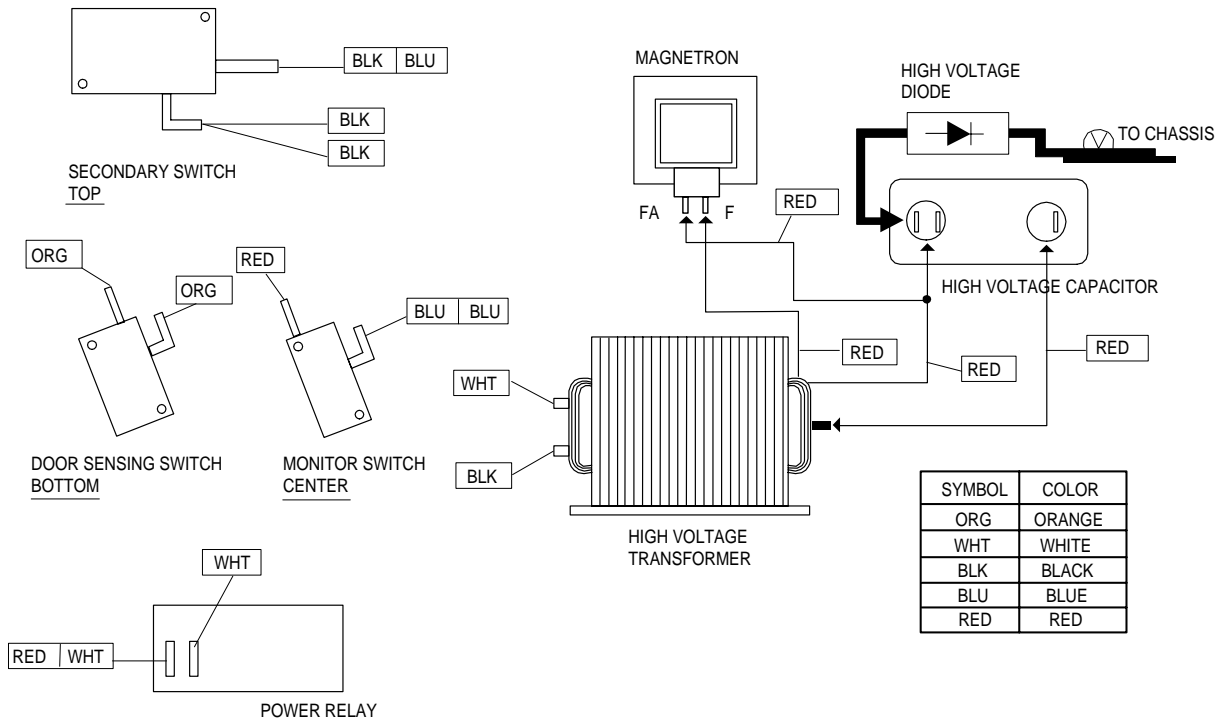 BLK BLU
BLK
BLK
SECONDARY SWITCH
TOP
MAGNETRON
FA
F
RED
HIGH VOLTAGE
DIODE
TO CHASSIS
HIGH VOLTAGE CAPACITOR
ORG
ORG
DOOR SENSING SWITCH
BOTTOM
RED
BLU BLU
MONITOR SWITCH
CENTER
WHT
BLK
RED
RED
RED
HIGH VOLTAGE
TRANSFORMER
SYMBOL COLOR
ORG ORANGE
WHT WHITE
BLK BLACK
BLU BLUE
RED RED
WHT
RED WHT
POWER RELAY